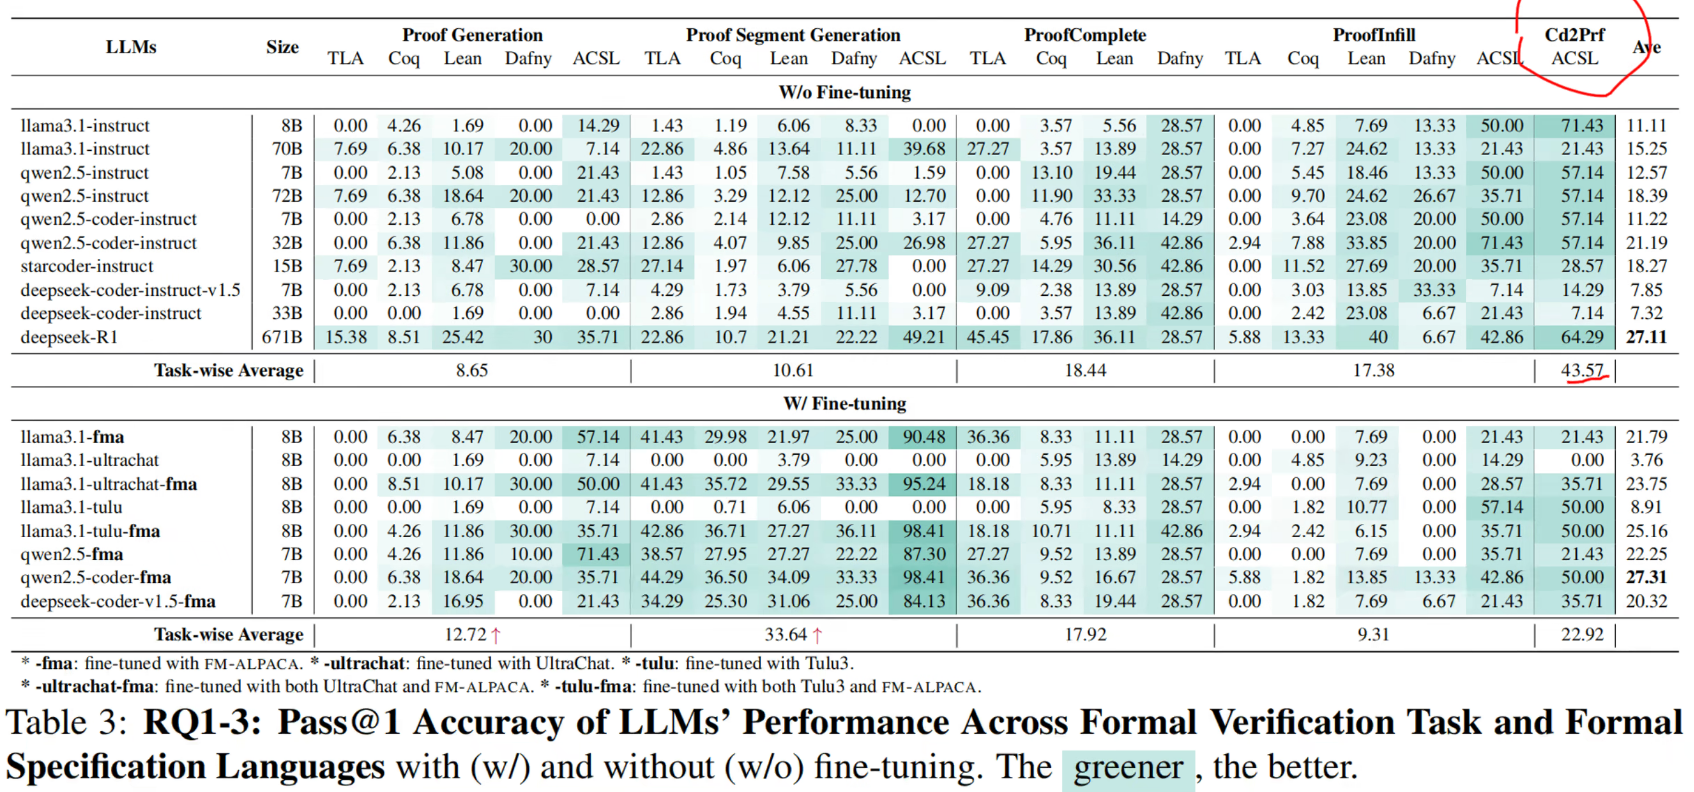 LLMs Size Proof Generation Proof Segment Generation ProofComplete ProofInfill Cd2Prf Ave
TLA Coq Lean Dafny ACSL TLA Coq Lean Dafny ACSL TLA Coq Lean Dafny TLA Coq Lean Dafny ACSL ACSL
W/o Fine-tuning
llama3.1-instruct 8B 0.00 4.26 1.69 0.00 14.29 1.43 1.19 6.06 8.33 0.00 0.00 3.57 5.56 28.57 0.00 4.85 7.69 13.33 50.00 71.43 11.11
llama3.1-instruct 70B 7.69 6.38 10.17 20.00 7.14 22.86 4.86 13.64 11.11 39.68 27.27 3.57 13.89 28.57 0.00 7.27 24.62 13.33 21.43 21.43 15.25
qwen2.5-instruct 7B 0.00 2.13 5.08 0.00 21.43 1.43 1.05 7.58 5.56 1.59 0.00 13.10 19.44 28.57 0.00 5.45 18.46 13.33 50.00 57.14 12.57
qwen2.5-instruct 72B 7.69 6.38 18.64 20.00 21.43 12.86 3.29 12.12 25.00 12.70 0.00 11.90 33.33 28.57 0.00 9.70 24.62 26.67 35.71 57.14 18.39
qwen2.5-coder-instruct 7B 0.00 2.13 6.78 0.00 0.00 2.86 2.14 12.12 11.11 3.17 0.00 4.76 11.11 14.29 0.00 3.64 23.08 20.00 50.00 57.14 11.22
qwen2.5-coder-instruct 32B 0.00 6.38 11.86 0.00 21.43 12.86 4.07 9.85 25.00 26.98 27.27 5.95 36.11 42.86 2.94 7.88 33.85 20.00 71.43 57.14 21.19
starcoder-instruct 15B 7.69 2.13 8.47 30.00 28.57 27.14 1.97 6.06 27.78 0.00 27.27 14.29 30.56 42.86 0.00 11.52 27.69 20.00 35.71 28.57 18.27
deepseek-coder-instruct-v1.5 7B 0.00 2.13 6.78 0.00 7.14 4.29 1.73 3.79 5.56 0.00 9.09 2.38 13.89 28.57 0.00 3.03 13.85 33.33 7.14 14.29 7.85
deepseek-coder-instruct 33B 0.00 0.00 1.69 0.00 0.00 2.86 1.94 4.55 11.11 3.17 0.00 3.57 13.89 42.86 0.00 2.42 23.08 6.67 21.43 7.14 7.32
deepseek-R1 671B 15.38 8.51 25.42 30 35.71 22.86 10.7 21.21 22.22 49.21 45.45 17.86 36.11 28.57 5.88 13.33 40 6.67 42.86 64.29 27.11
Task-wise Average 8.65 10.61 18.44 17.38 43.57
W/ Fine-tuning
llama3.1-fma 8B 0.00 6.38 8.47 20.00 57.14 41.43 29.98 21.97 25.00 90.48 36.36 8.33 11.11 28.57 0.00 0.00 7.69 0.00 21.43 21.43 21.79
llama3.1-ultrachat 8B 0.00 0.00 1.69 0.00 7.14 0.00 0.00 3.79 0.00 0.00 0.00 5.95 13.89 14.29 0.00 4.85 9.23 0.00 14.29 0.00 3.76
llama3.1-ultrachat-fma 8B 0.00 8.51 10.17 30.00 50.00 41.43 35.72 29.55 33.33 95.24 18.18 8.33 11.11 28.57 2.94 0.00 7.69 0.00 28.57 35.71 23.75
llama3.1-tulu 8B 0.00 0.00 1.69 0.00 7.14 0.00 0.71 6.06 0.00 0.00 0.00 5.95 8.33 28.57 0.00 1.82 10.77 0.00 57.14 50.00 8.91
llama3.1-tulu-fma 8B 0.00 4.26 11.86 30.00 35.71 42.86 36.71 27.27 36.11 98.41 18.18 10.71 11.11 42.86 2.94 2.42 6.15 0.00 35.71 50.00 25.16
qwen2.5-fma 7B 0.00 4.26 11.86 10.00 71.43 38.57 27.95 27.27 22.22 87.30 27.27 9.52 13.89 28.57 0.00 0.00 7.69 0.00 35.71 21.43 22.25
qwen2.5-coder-fma 7B 0.00 6.38 18.64 20.00 35.71 44.29 36.50 34.09 33.33 98.41 36.36 9.52 16.67 28.57 5.88 1.82 13.85 13.33 42.86 50.00 27.31
deepseek-coder-v1.5-fma 7B 0.00 2.13 16.95 0.00 21.43 34.29 25.30 31.06 25.00 84.13 36.36 8.33 19.44 28.57 0.00 1.82 7.69 6.67 21.43 35.71 20.32
Task-wise Average 12.72 ↑ 33.64 ↑ 17.92 9.31 22.92
* -fma: fine-tuned with FM-ALPACA. * -ultrachat: fine-tuned with UltraChat. * -tulu: fine-tuned with Tulu3.
* -ultrachat-fma: fine-tuned with both UltraChat and FM-ALPACA. * -tulu-fma: fine-tuned with both Tulu3 and FM-ALPACA.
Table 3: RQ1-3: Pass@1 Accuracy of LLMs' Performance Across Formal Verification Task and Formal
Specification Languages with (w/) and without (w/o) fine-tuning. The greener , the better.